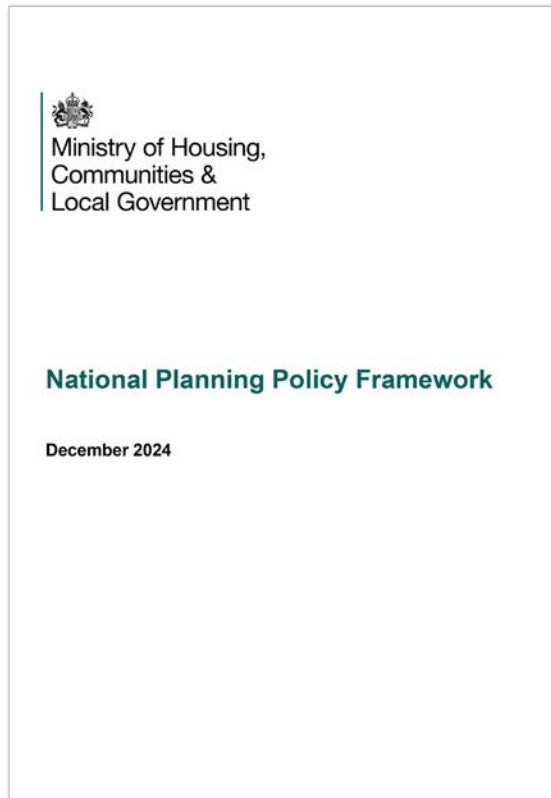 Ministry of Housing,
Communities &
Local Government
National Planning Policy Framework
December 2024